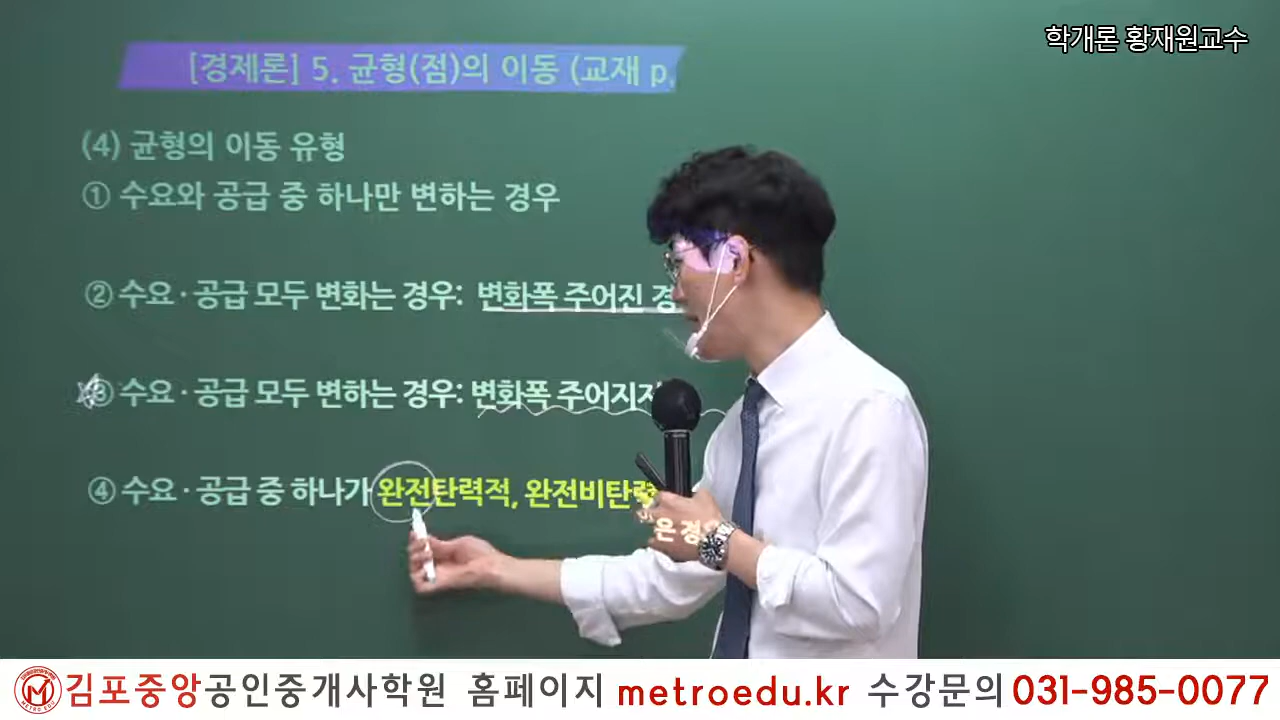 학개론 황재원교수
[경제론] 5. 균형(점)의 이동 (교재 p.
(4) 균형의 이동 유형
① 수요와 공급 중 하나만 변하는 경우
② 수요·공급 모두 변화는 경우: 변화폭 주어진 경
③ 수요·공급 모두 변하는 경우: 변화폭 주어지지
④ 수요·공급 중 하나가 완전탄력적, 완전비탄력
은 경
METRO EDU
김포중앙공인중개사학원 홈페이지 metroedu.kr 수강문의 031-985-0077